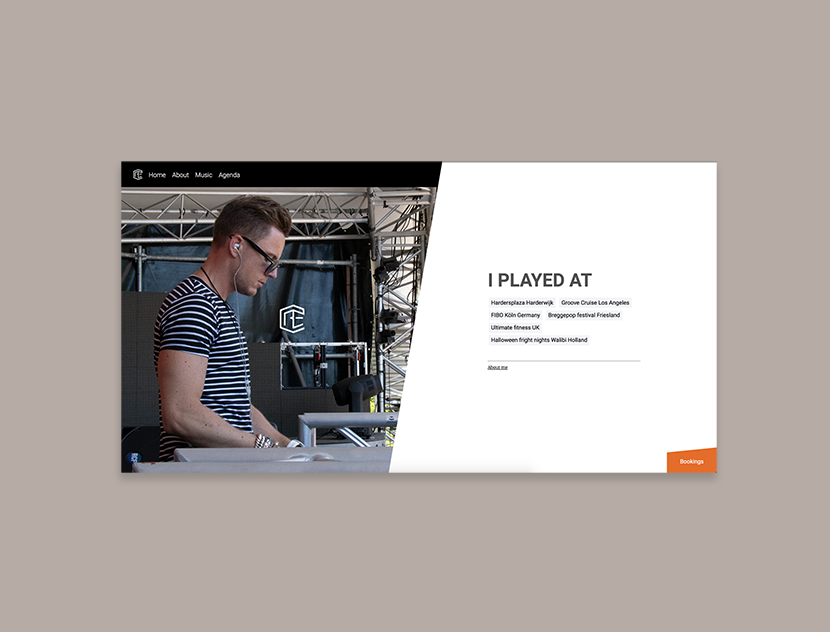 Home About Music Agenda
I PLAYED AT
Hardersplaza Harderwijk Groove Cruise Los Angeles
FIBO Köln Germany Breggepop festival Friesland
Ultimate fitness UK
Halloween fright nights Walibi Holland
About me
Bookings